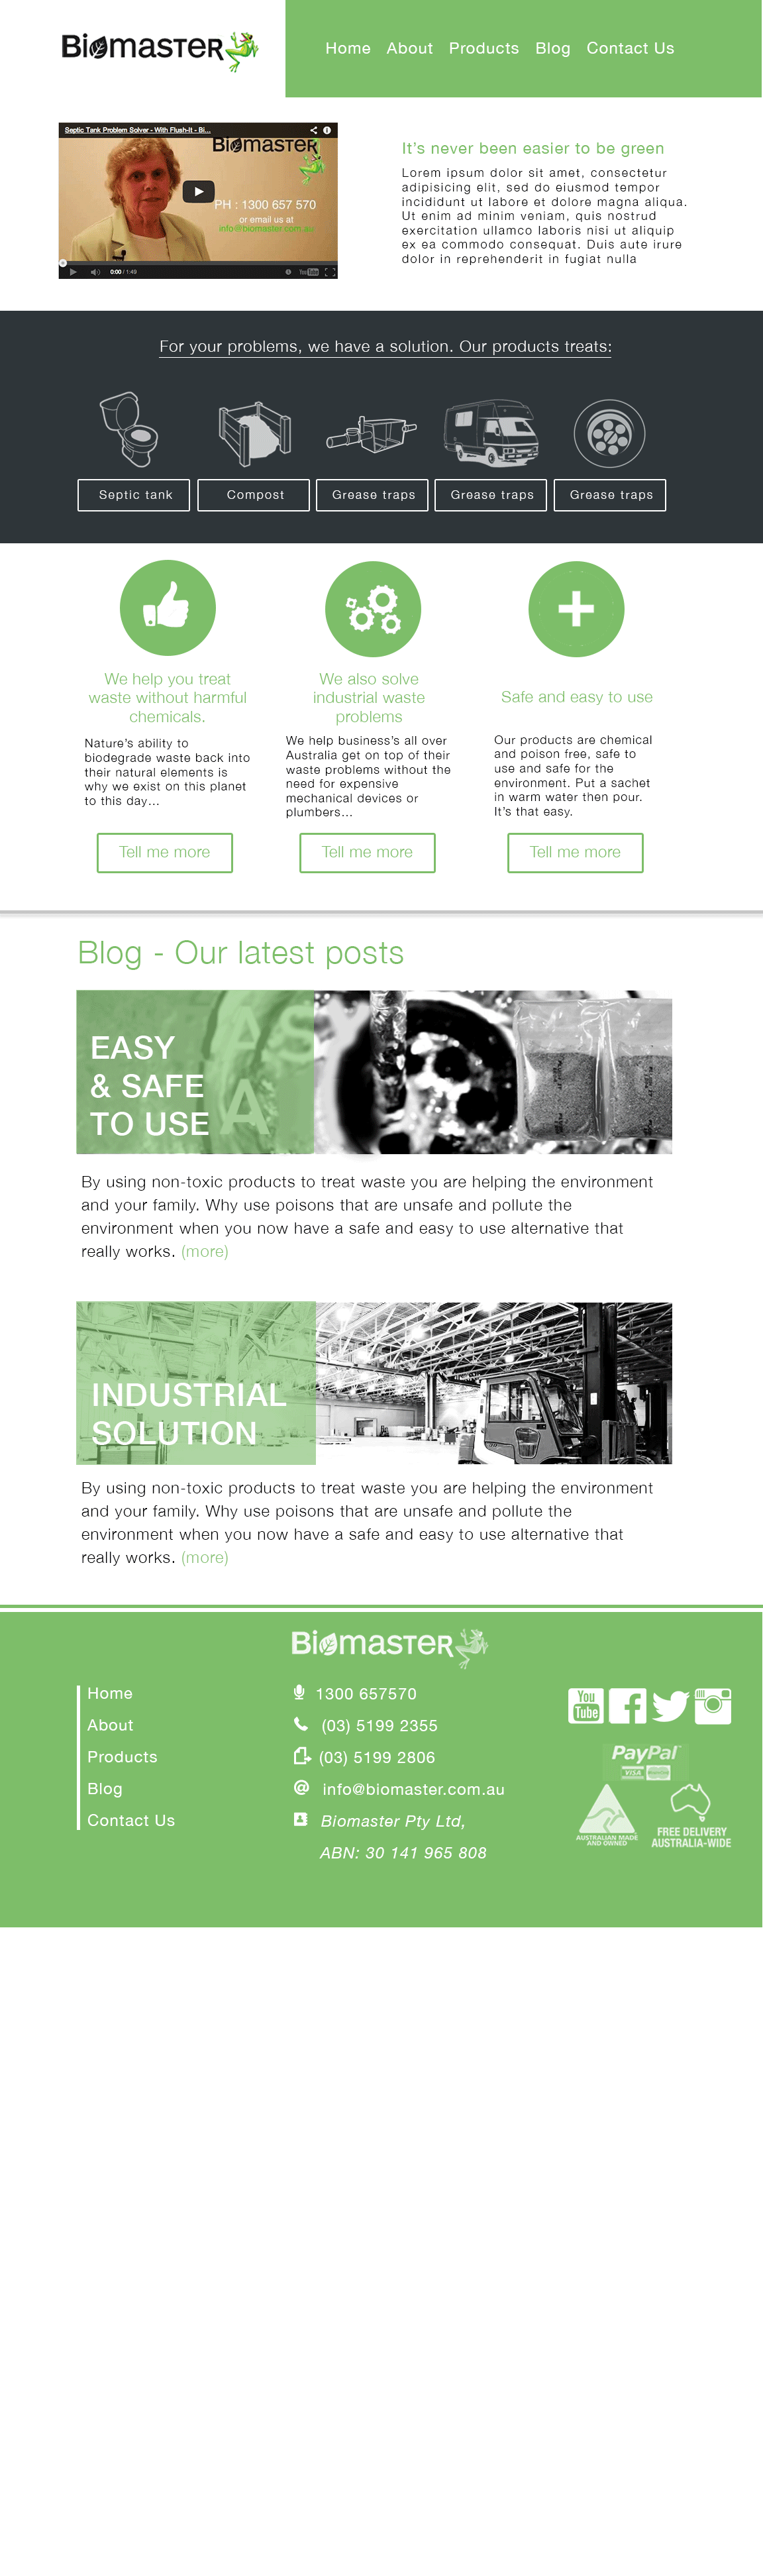 Biomaster
Home About Products Blog Contact Us
Septic Tank Problem Solver - With Flush-It - Bi...
Biomaster
PH : 1300 657 570
or email us at
info@biomaster.com.au
0:00 / 1:49
YouTube
It's never been easier to be green
Lorem ipsum dolor sit amet, consectetur
adipisicing elit, sed do eiusmod tempor
incididunt ut labore et dolore magna aliqua.
Ut enim ad minim veniam, quis nostrud
exercitation ullamco laboris nisi ut aliquip
ex ea commodo consequat. Duis aute irure
dolor in reprehenderit in fugiat nulla
For your problems, we have a solution. Our products treats:
Septic tank
Compost
Grease traps
Grease traps
Grease traps
We help you treat
waste without harmful
chemicals.
Nature's ability to
biodegrade waste back into
their natural elements is
why we exist on this planet
to this day...
Tell me more
We also solve
industrial waste
problems
We help business's all over
Australia get on top of their
waste problems without the
need for expensive
mechanical devices or
plumbers...
Tell me more
Safe and easy to use
Our products are chemical
and poison free, safe to
use and safe for the
environment. Put a sachet
in warm water then pour.
It's that easy.
Tell me more
Blog - Our latest posts
EASY
& SAFE
TO USE
By using non-toxic products to treat waste you are helping the environment
and your family. Why use poisons that are unsafe and pollute the
environment when you now have a safe and easy to use alternative that
really works. (more)
INDUSTRIAL
SOLUTION
By using non-toxic products to treat waste you are helping the environment
and your family. Why use poisons that are unsafe and pollute the
environment when you now have a safe and easy to use alternative that
really works. (more)
Biomaster
Home
About
Products
Blog
Contact Us
1300 657570
(03) 5199 2355
(03) 5199 2806
info@biomaster.com.au
Biomaster Pty Ltd,
ABN: 30 141 965 808
You
Tube
PayPal
VISA
AUSTRALIAN MADE
AND OWNED
FREE DELIVERY
AUSTRALIA-WIDE